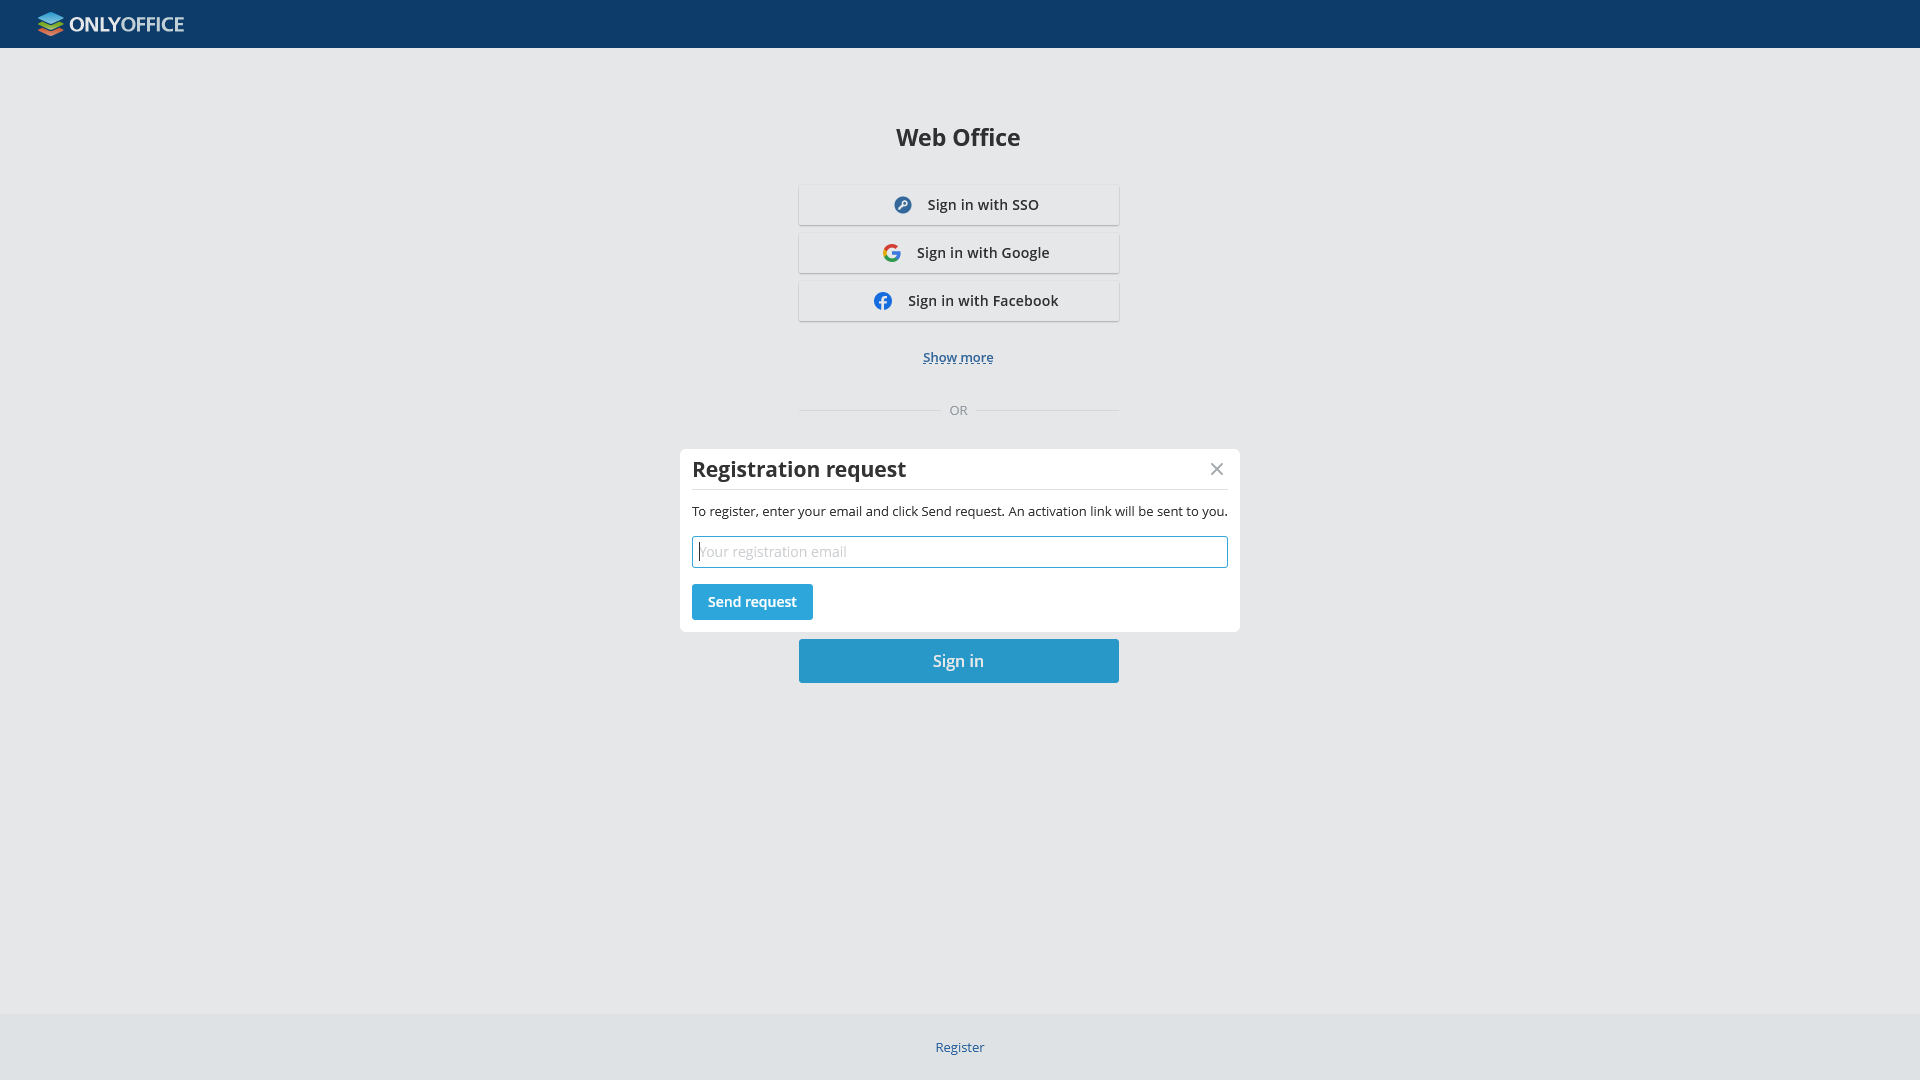 ONLYOFFICE
Web Office
Sign in with SSO
Sign in with Google
Sign in with Facebook
Show more
OR
Registration request
To register, enter your email and click Send request. An activation link will be sent to you.
Your registration email
Send request
Sign in
Register